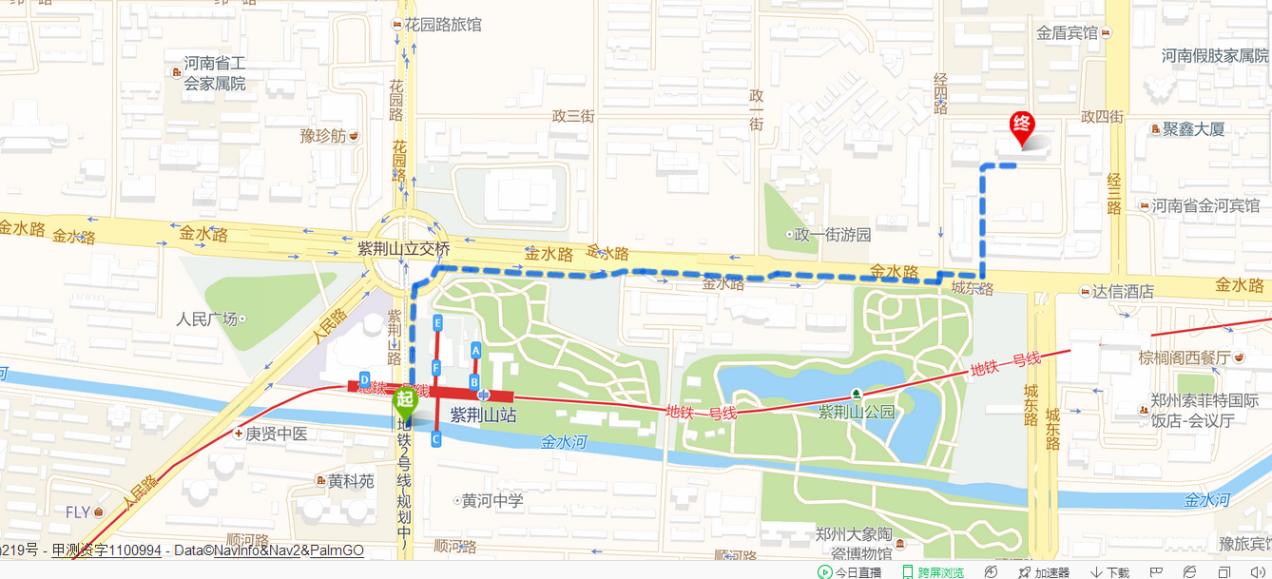 花园路旅馆
金盾宾馆
河南省工
会家属院
河南假肢家属院
花园路
经四路
政一街
政三街
政四街
终
豫珍舫
聚鑫大厦
花园路
经三路
河南省金河宾馆
金水路
金水路
金水路
紫荆山立交桥
金水路
金水路
政一街游园
金水路
金水路
城东路
达信酒店
金水路
人民广场
人民路
紫荆山路
E
A
F
B
D
地铁一号线
起
紫荆山站
地铁一号线
紫荆山公园
地铁一号线
棕榈阁西餐厅
城东路
城东路
郑州索菲特国际
饭店-会议厅
庚贤中医
C
金水河
地铁2号线(规划中)
黄科苑
黄河中学
人民路
FLY
金水河
顺河路
顺河路
顺河路
郑州大象陶
瓷博物馆
豫旅宾馆
219号 - 甲测资字1100994 - Data©NavInfo&Nav2&PalmGO
今日直播
跨屏浏览
加速器
下载